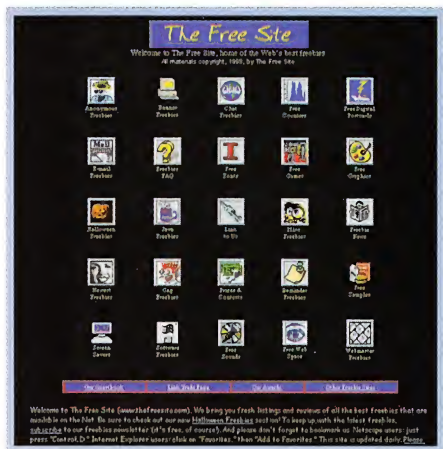 The Free Site
Welcome to The Free Site, home of the Web's best freebies
All materials copyright, 1998, by The Free Site
Anonymous Freebies
Banner Freebies
Chat Freebies
Free Counters
Free Digital Postcards
E-mail Freebies
Freebies FAQ
Free Fonts
Free Games
Free Graphics
Halloween Freebies
Java Freebies
Link to Us
Freebie News
Newest Freebies
Contests
Reminder Freebies
Free Samples
Screen Savers
Software Freebies
Free Sounds
Free Web Space
Webmaster Freebies
Our Guestbook
Link Trade Page
Our Awards
Other Freebie Sites
Welcome to The Free Site (www.thefreesite.com). We bring you fresh listings and reviews of all the best freebies that are
available on the Net. Be sure to check out our new Halloween Freebies section! To keep up with the latest freebies,
subscribe to our freebies newsletter (it's free, of course). And please don't forget to bookmark us Netscape users: just
press "Control D." Internet Explorer users: click on "Favorites," then "Add to Favorites." This site is updated daily. Please